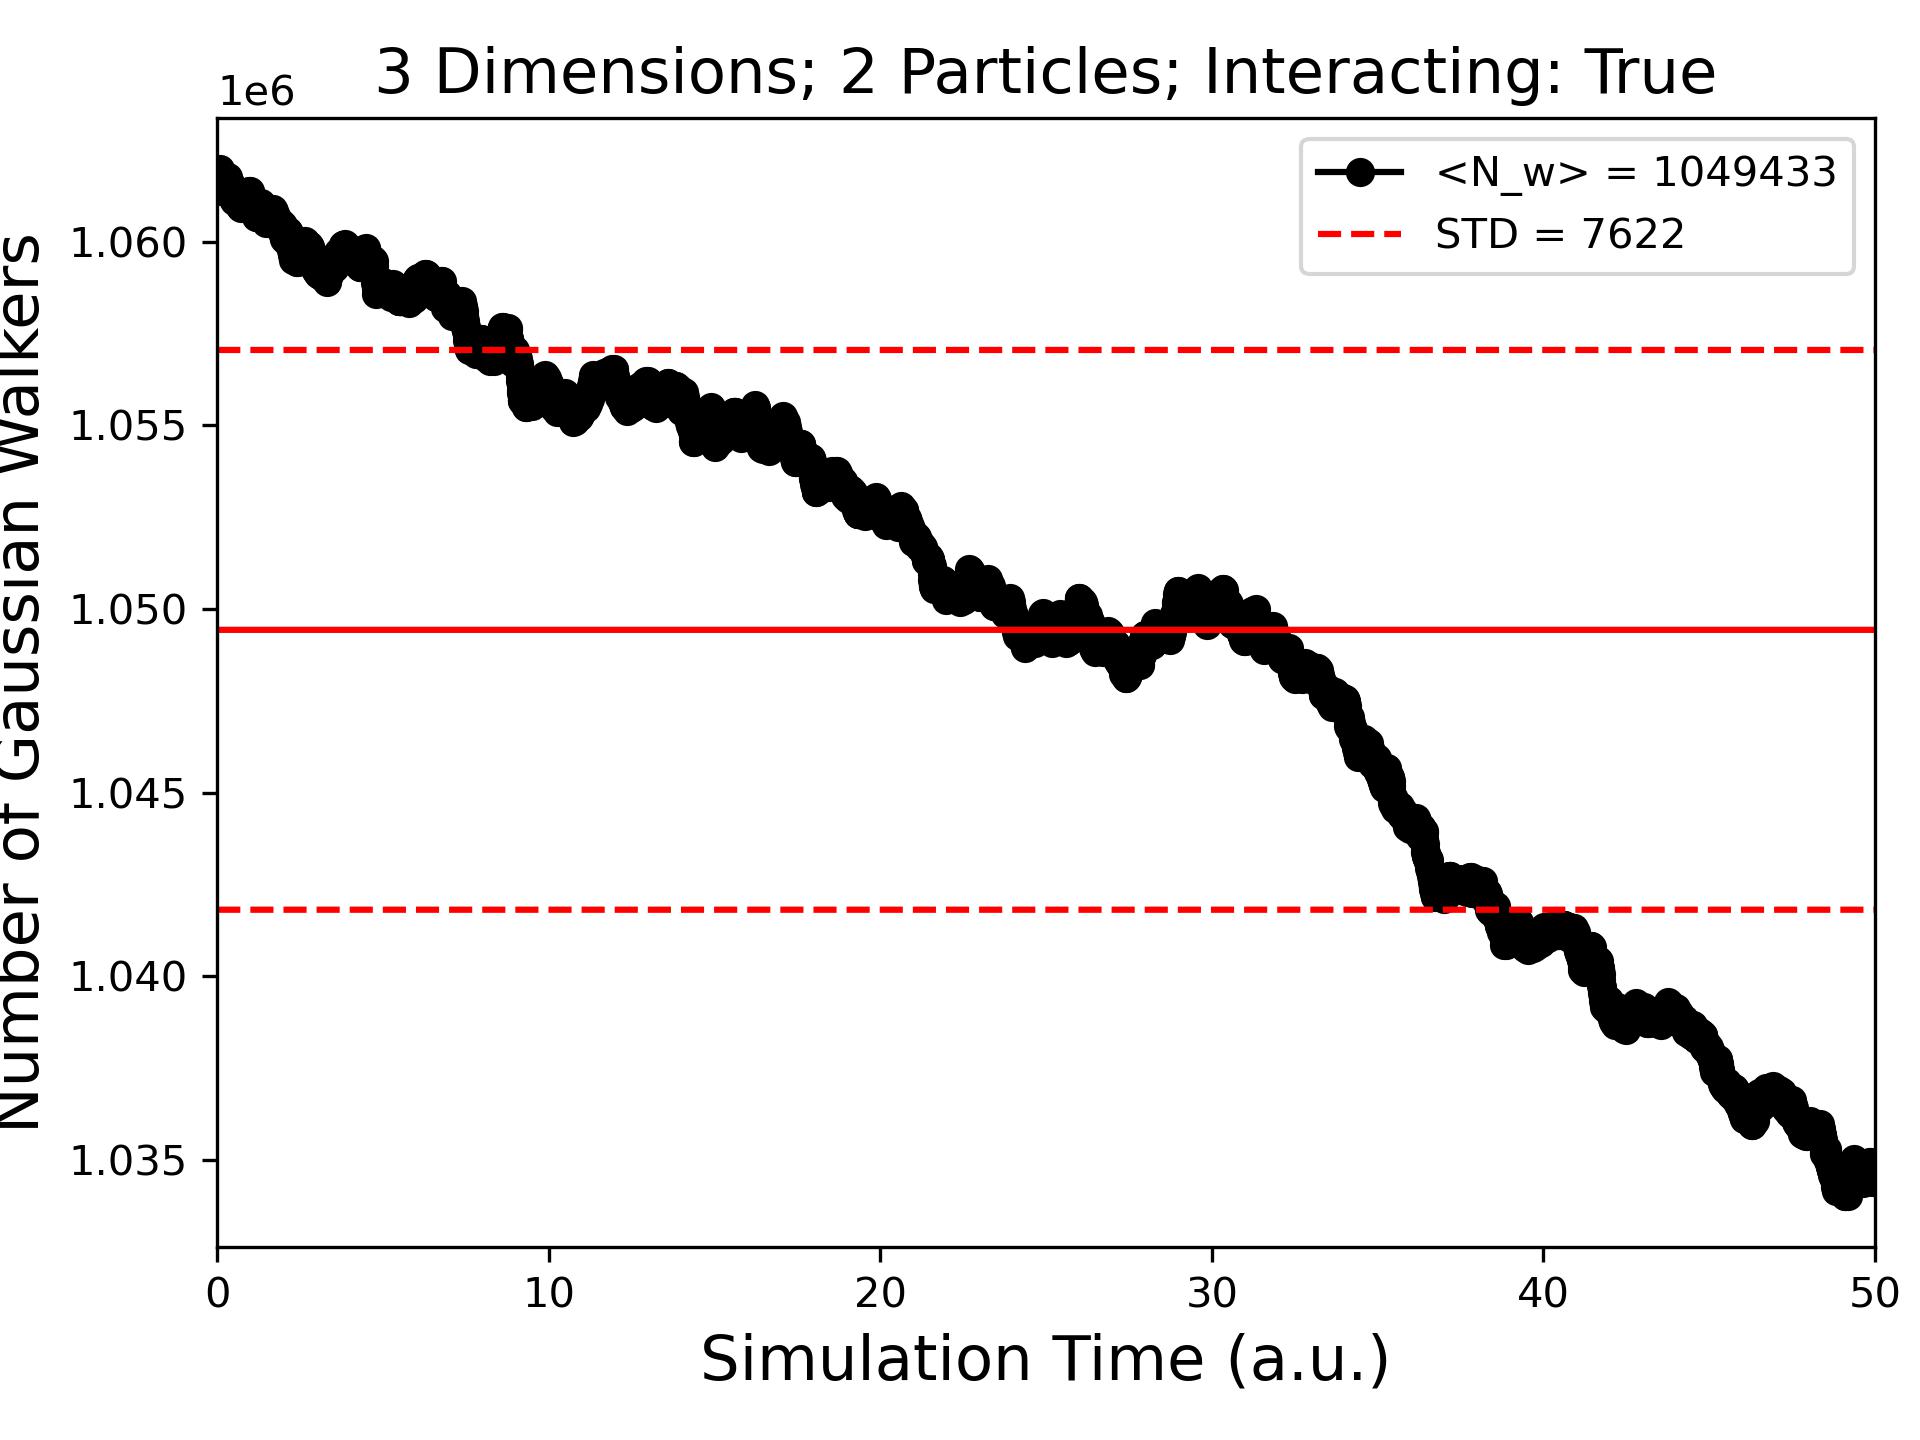 3 Dimensions; 2 Particles; Interacting: True
1e6
<N_w> = 1049433
STD = 7622
Number of Gaussian Walkers
1.060
1.055
1.050
1.045
1.040
1.035
0 10 20 30 40 50
Simulation Time (a.u.)